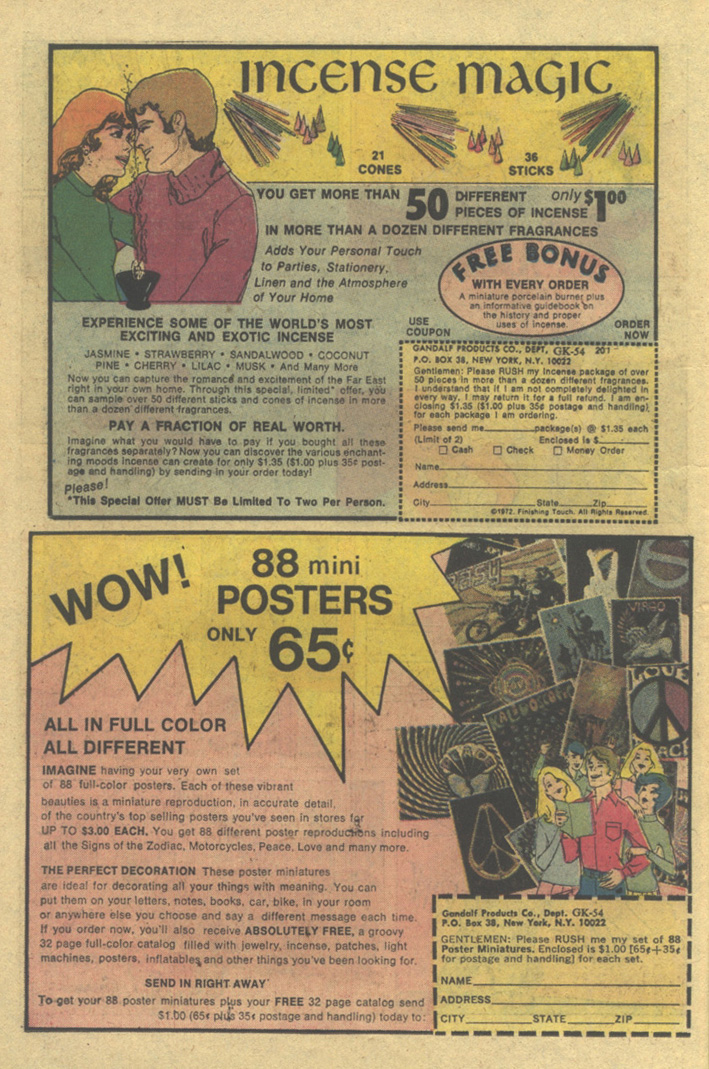 INCENSE MAGIC
21
CONES
36
STICKS
YOU GET MORE THAN 50 DIFFERENT only $1.00
PIECES OF INCENSE
IN MORE THAN A DOZEN DIFFERENT FRAGRANCES
Adds Your Personal Touch
to Parties, Stationery,
Linen and the Atmosphere
of Your Home
FREE BONUS
WITH EVERY ORDER
A miniature porcelain burner plus
an informative guidebook on
the history and proper
uses of incense.
EXPERIENCE SOME OF THE WORLD'S MOST
EXCITING AND EXOTIC INCENSE
JASMINE • STRAWBERRY • SANDALWOOD • COCONUT
PINE • CHERRY • LILAC • MUSK • And Many More
Now you can capture the romance and excitement of the Far East
right in your own home. Through this special, limited* offer, you
can sample over 50 different sticks and cones of incense in more
than a dozen different fragrances.
PAY A FRACTION OF REAL WORTH.
Imagine what you would have to pay if you bought all these
fragrances separately? Now you can discover the various enchant-
ing moods incense can create for only $1.35 ($1.00 plus 35¢ post-
age and handling) by sending in your order today!
Please!
*This Special Offer MUST Be Limited To Two Per Person.
USE
COUPON
ORDER
NOW
GANDALF PRODUCTS CO., DEPT. GK-54 201
P.O. BOX 38, NEW YORK, N.Y. 10022
Gentlemen: Please RUSH my Incense package of over
50 pieces in more than a dozen different fragrances.
I understand that if I am not completely delighted in
every way, I may return it for a full refund. I am en-
closing $1.35 ($1.00 plus 35¢ postage and handling)
for each package I am ordering.
Please send me package(s) @ $1.35 each
(Limit of 2) Enclosed is $
Cash Check Money Order
Name
Address
City State Zip
©1972. Finishing Touch. All Rights Reserved.
WOW!
88 mini
POSTERS
ONLY 65¢
EASY
VIRGO
LOVE
PEACE
ALL IN FULL COLOR
ALL DIFFERENT
IMAGINE having your very own set
of 88 full-color posters. Each of these vibrant
beauties is a miniature reproduction, in accurate detail,
of the country's top selling posters you've seen in stores for
UP TO $3.00 EACH. You get 88 different poster reproductions including
all the Signs of the Zodiac, Motorcycles, Peace, Love and many more.
THE PERFECT DECORATION These poster miniatures
are ideal for decorating all your things with meaning. You can
put them on your letters, notes, books, car, bike, in your room
or anywhere else you choose and say a different message each time.
If you order now, you'll also receive ABSOLUTELY FREE, a groovy
32 page full-color catalog filled with jewelry, incense, patches, light
machines, posters, inflatables and other things you've been looking for.
SEND IN RIGHT AWAY
To get your 88 poster miniatures plus your FREE 32 page catalog send
$1.00 (65¢ plus 35¢ postage and handling) today to:
Gandalf Products Co., Dept. GK-54
P.O. Box 38, New York, N.Y. 10022
GENTLEMEN: Please RUSH me my set of 88
Poster Miniatures. Enclosed is $1.00 [65¢+35¢
for postage and handling] for each set.
NAME
ADDRESS
CITY STATE ZIP